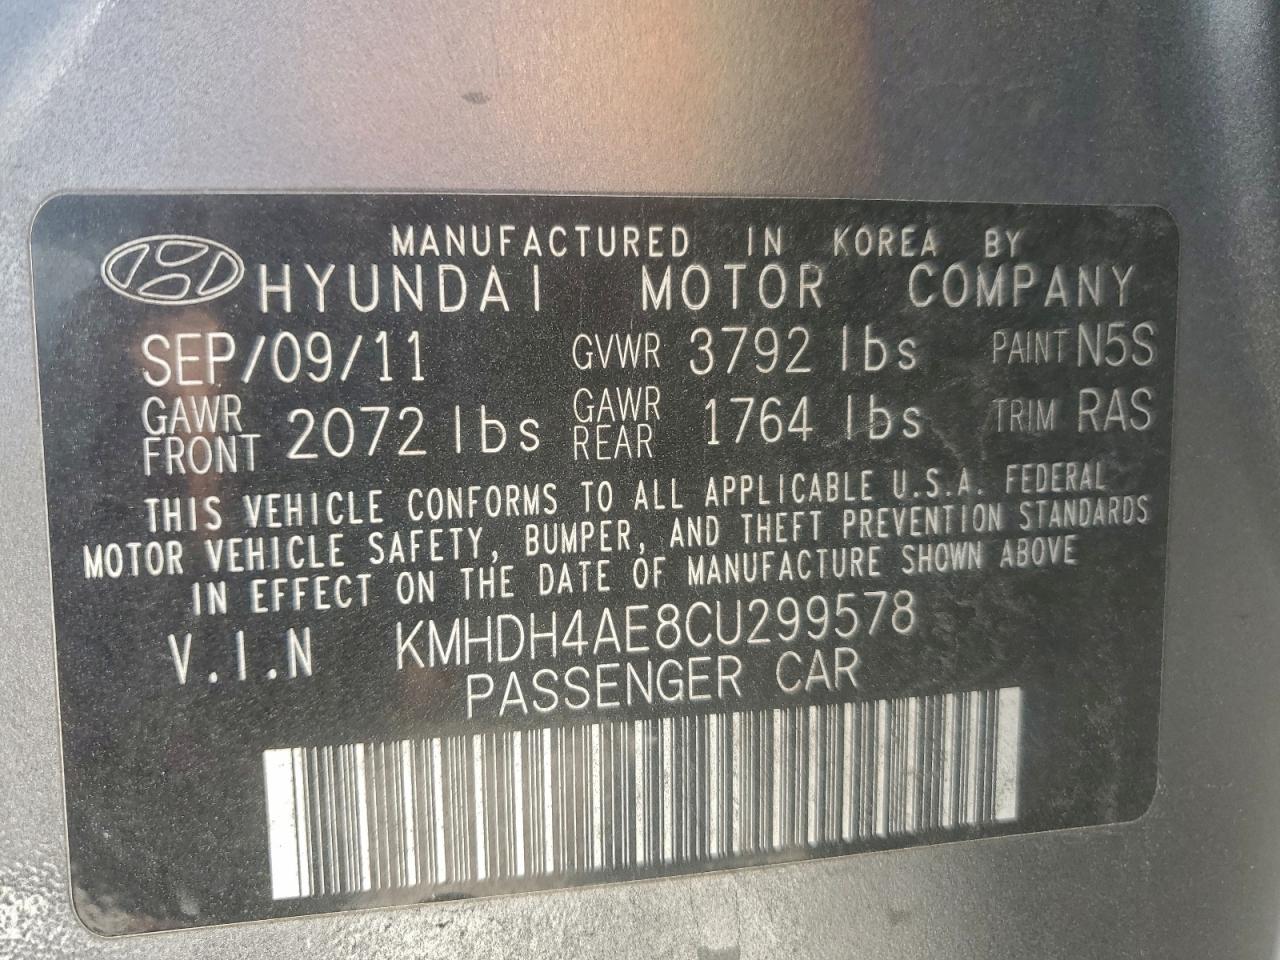 MANUFACTURED IN KOREA BY
HYUNDAI MOTOR COMPANY
SEP/09/11 GVWR 3792 lbs PAINT N5S
GAWR FRONT 2072 lbs GAWR REAR 1764 lbs TRIM RAS
THIS VEHICLE CONFORMS TO ALL APPLICABLE U.S.A. FEDERAL
MOTOR VEHICLE SAFETY, BUMPER, AND THEFT PREVENTION STANDARDS
IN EFFECT ON THE DATE OF MANUFACTURE SHOWN ABOVE
V.I.N KMHDH4AE8CU299578
PASSENGER CAR